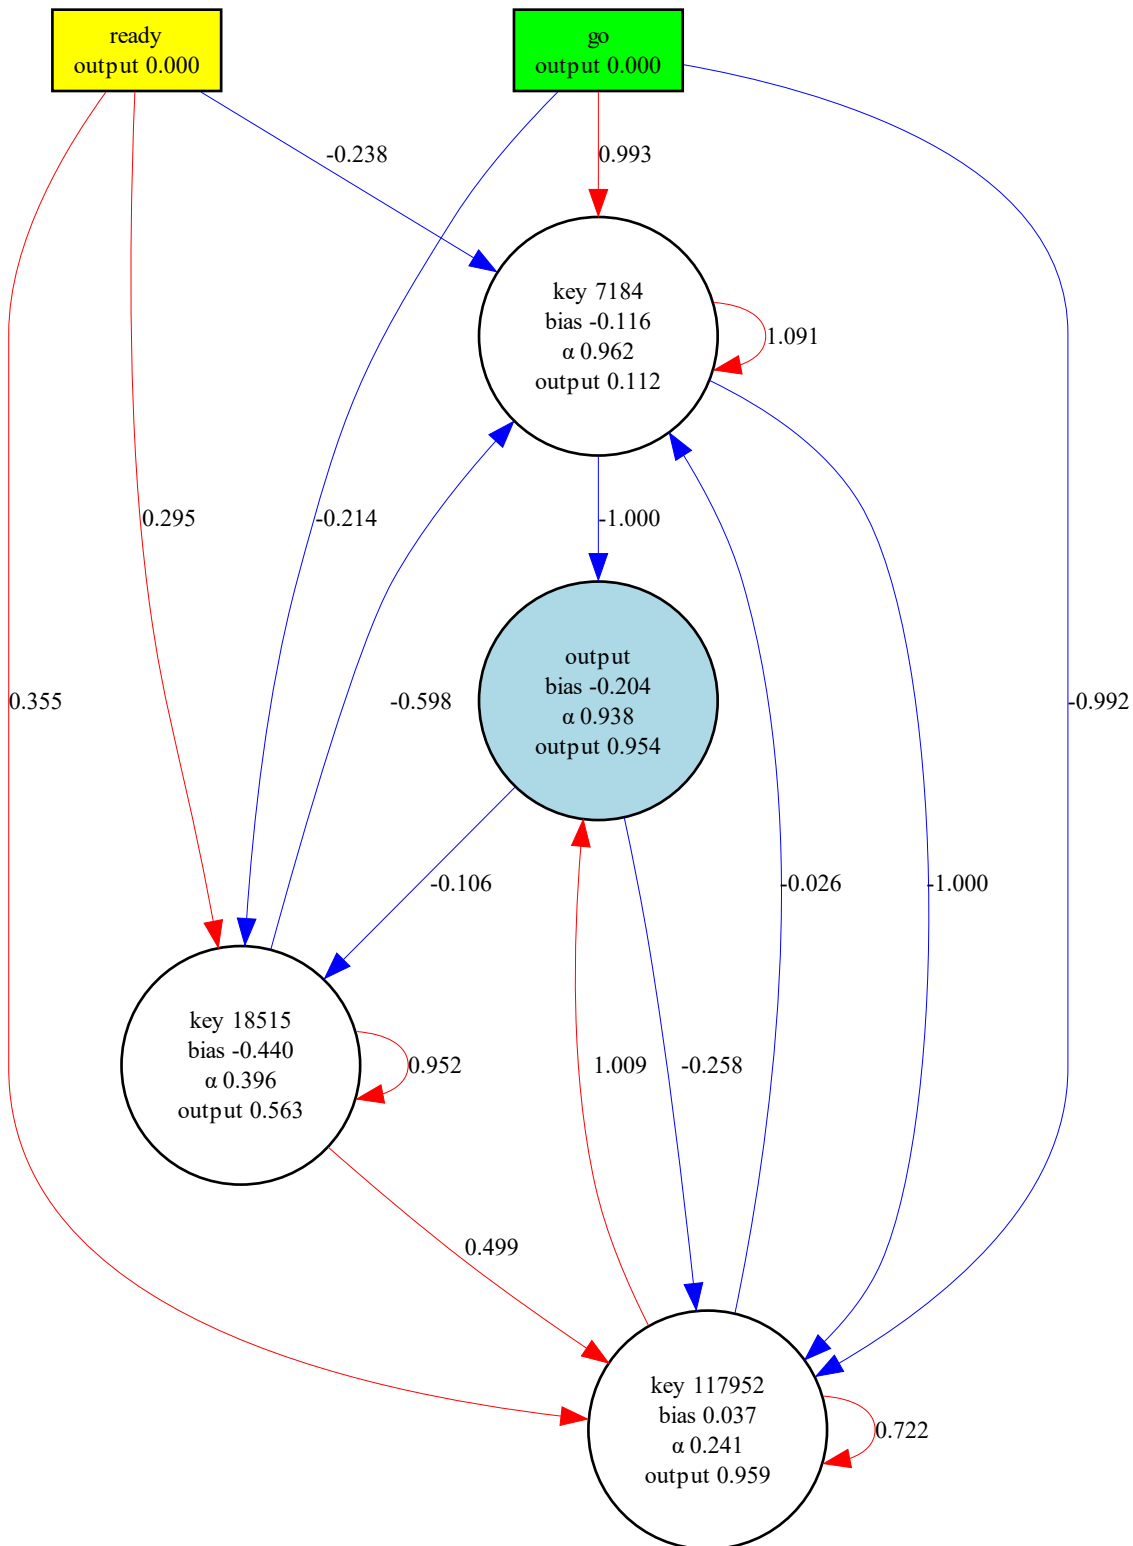 ready
output 0.000
go
output 0.000
-0.238
0.993
key 7184
bias -0.116
α 0.962
output 0.112
1.091
0.295
-0.214
-1.000
0.355
-0.598
output
bias -0.204
α 0.938
output 0.954
-0.992
-0.106
-0.026
-1.000
key 18515
bias -0.440
α 0.396
output 0.563
0.952
1.009
-0.258
0.499
key 117952
bias 0.037
α 0.241
output 0.959
0.722